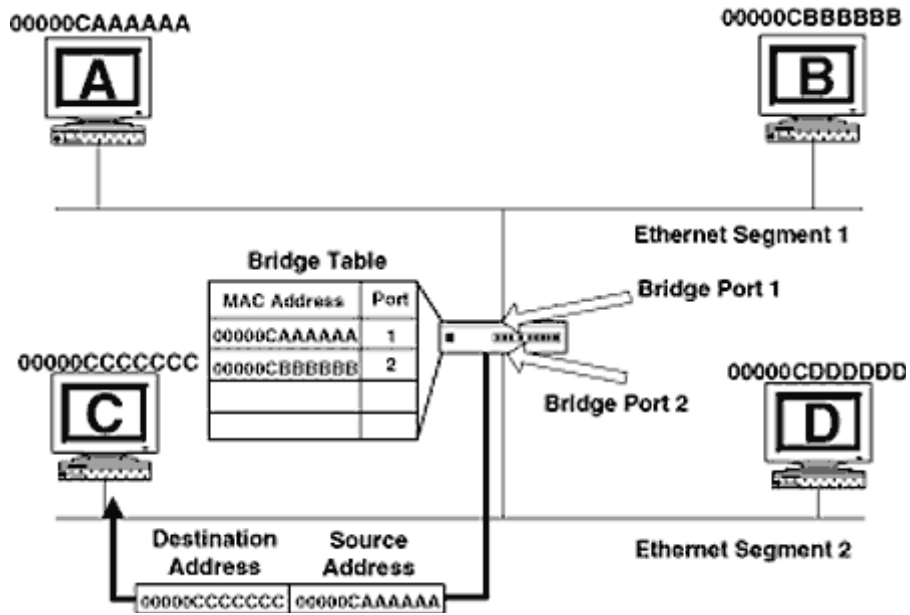 00000CAAAAAA
00000CBBBBBB
A
B
Ethernet Segment 1
Bridge Table
MAC Address Port
00000CAAAAAA 1
00000CBBBBBB 2
Bridge Port 1
Bridge Port 2
00000CCCCCCC
00000CDDDDDD
C
D
Ethernet Segment 2
Destination Address
Source Address
00000CCCCCCC 00000CAAAAAA